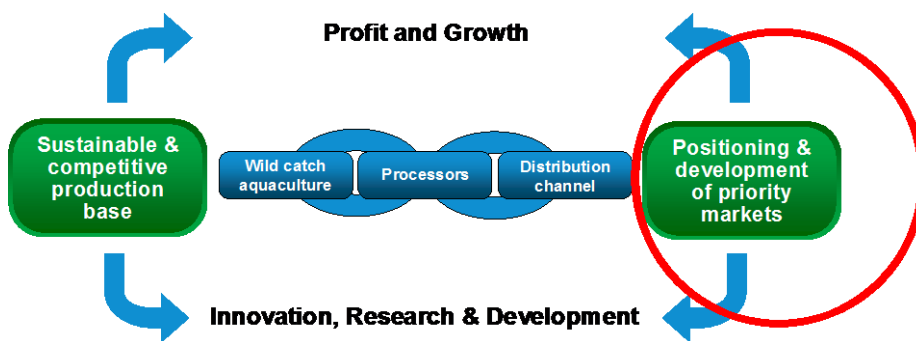 Profit and Growth
Sustainable &
competitive
production
base
Wild catch
aquaculture
Processors
Distribution
channel
Positioning &
development
of priority
markets
Innovation, Research & Development